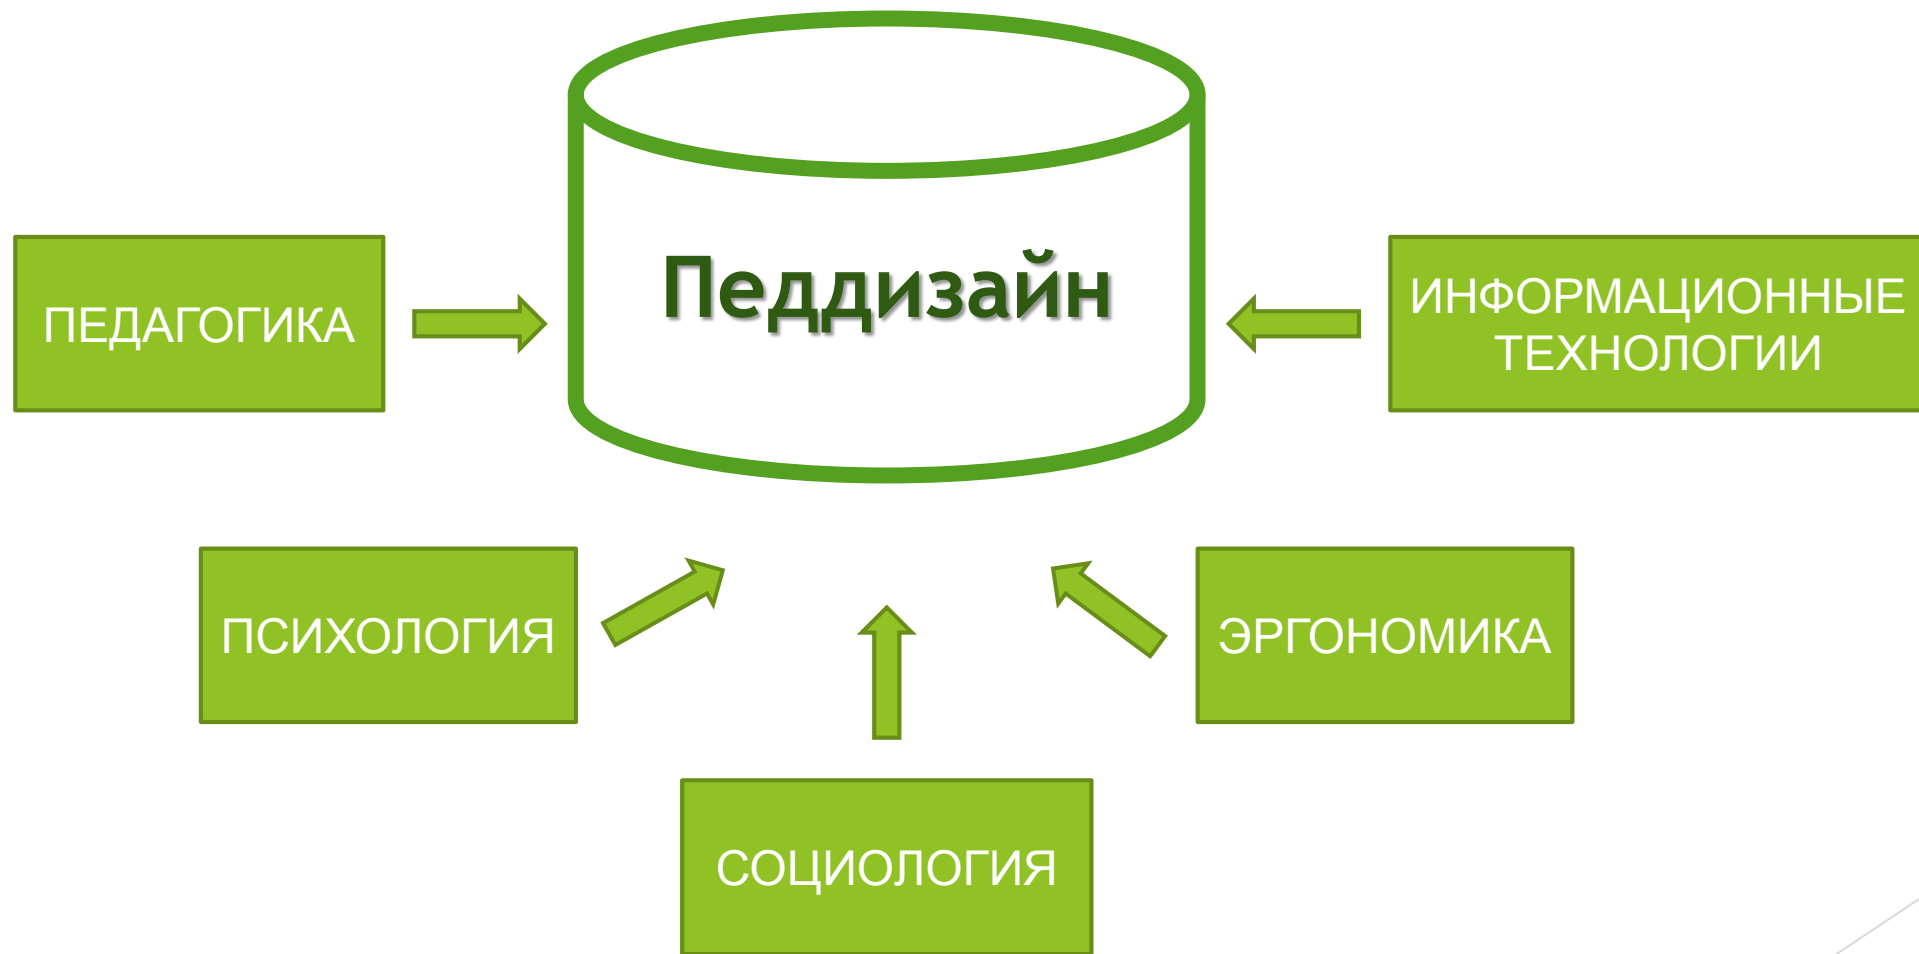 Педдизайн
ПЕДАГОГИКА
ИНФОРМАЦИОННЫЕ
ТЕХНОЛОГИИ
ПСИХОЛОГИЯ
ЭРГОНОМИКА
СОЦИОЛОГИЯ